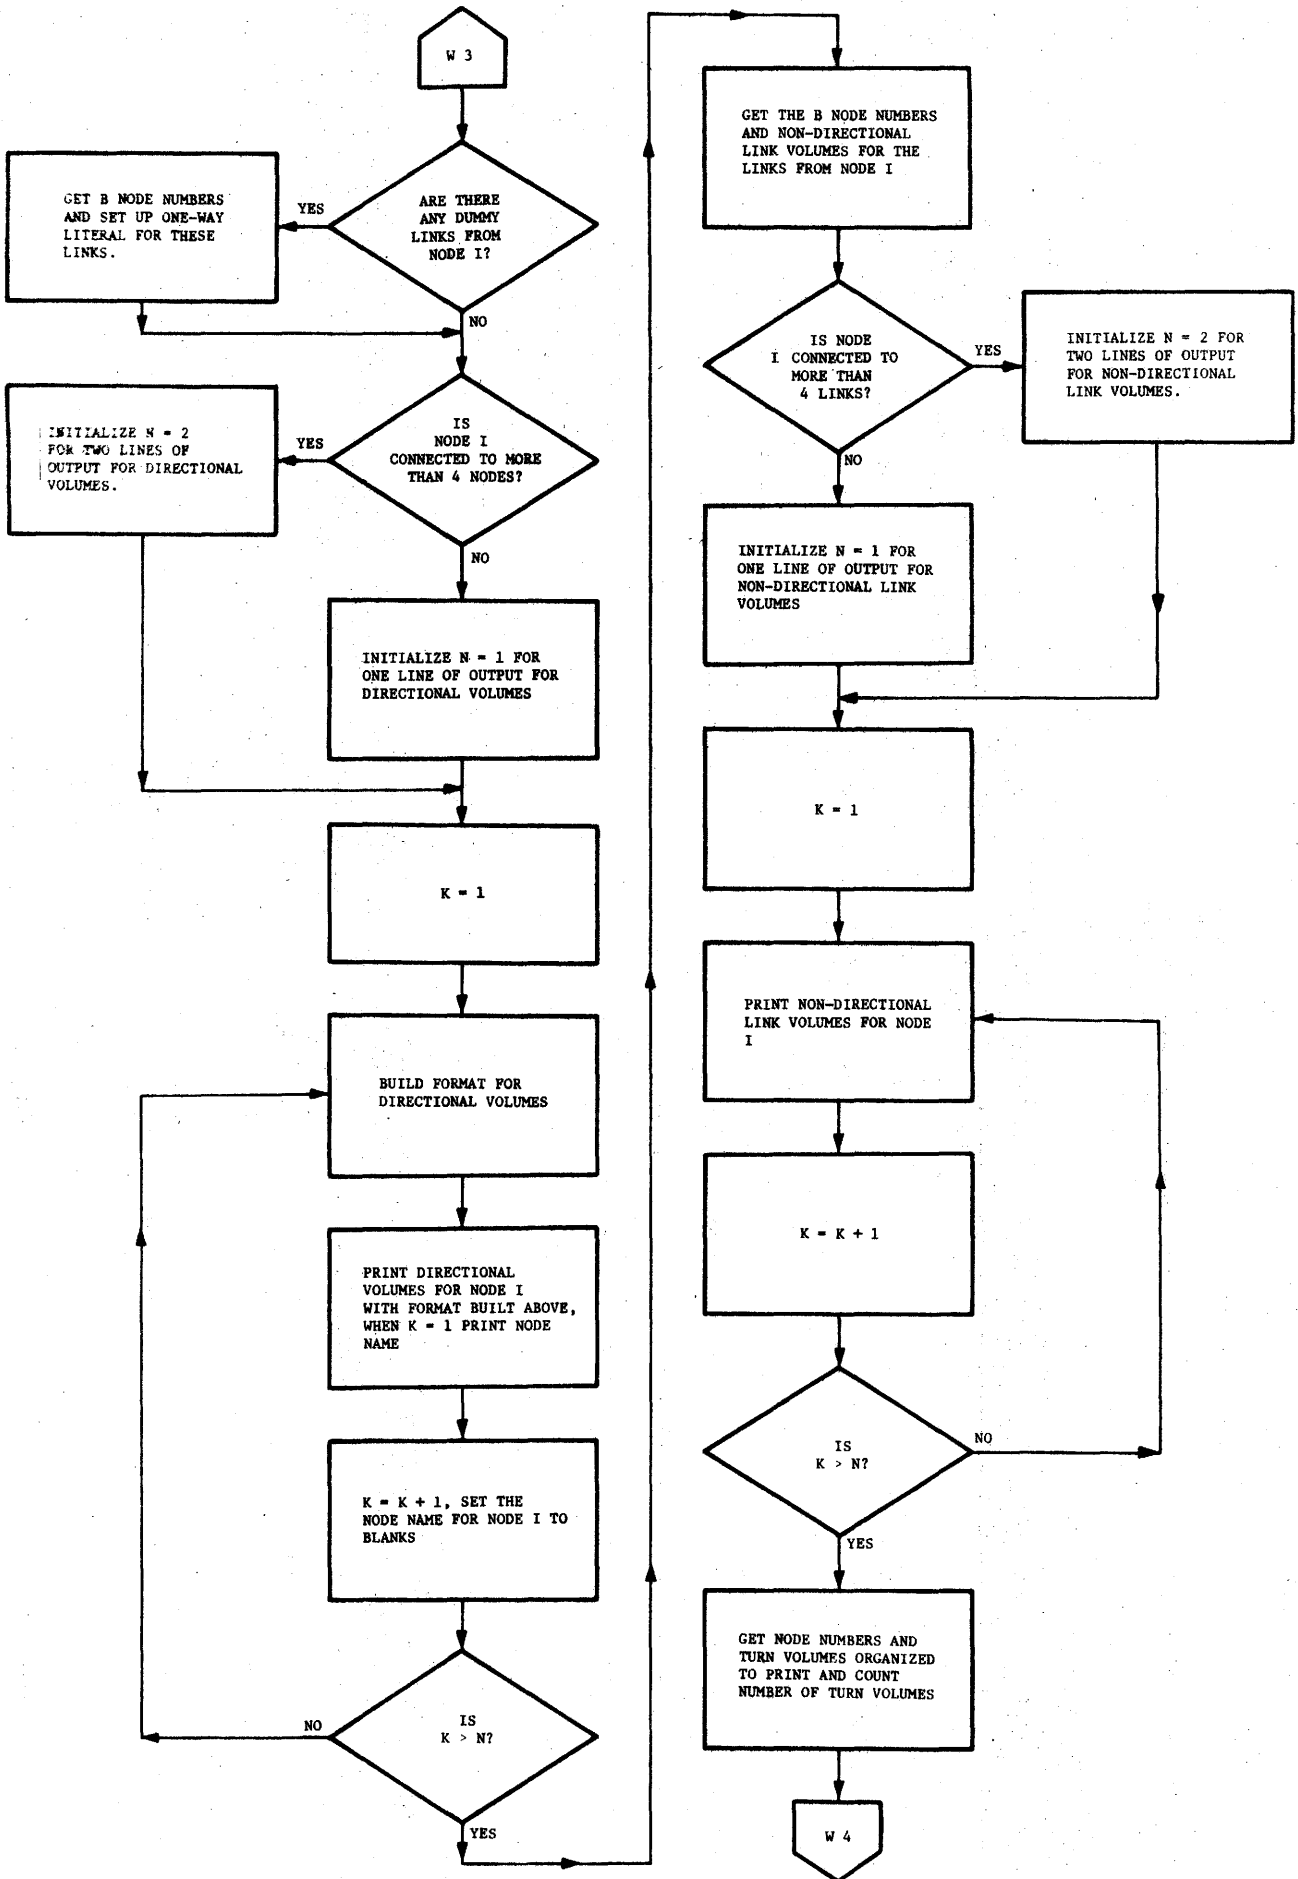 W 3
ARE THERE
ANY DUMMY
LINKS FROM
NODE I?
YES
GET B NODE NUMBERS
AND SET UP ONE-WAY
LITERAL FOR THESE
LINKS.
NO
IS
NODE I
CONNECTED TO MORE
THAN 4 NODES?
YES
INITIALIZE N = 2
FOR TWO LINES OF
OUTPUT FOR DIRECTIONAL
VOLUMES.
NO
INITIALIZE N = 1 FOR
ONE LINE OF OUTPUT FOR
DIRECTIONAL VOLUMES
K = 1
BUILD FORMAT FOR
DIRECTIONAL VOLUMES
PRINT DIRECTIONAL
VOLUMES FOR NODE I
WITH FORMAT BUILT ABOVE,
WHEN K = 1 PRINT NODE
NAME
K = K + 1, SET THE
NODE NAME FOR NODE I TO
BLANKS
IS
K > N?
NO
YES
GET THE B NODE NUMBERS
AND NON-DIRECTIONAL
LINK VOLUMES FOR THE
LINKS FROM NODE I
IS NODE
I CONNECTED TO
MORE THAN
4 LINKS?
YES
INITIALIZE N = 2 FOR
TWO LINES OF OUTPUT
FOR NON-DIRECTIONAL
LINK VOLUMES.
NO
INITIALIZE N = 1 FOR
ONE LINE OF OUTPUT FOR
NON-DIRECTIONAL LINK
VOLUMES
K = 1
PRINT NON-DIRECTIONAL
LINK VOLUMES FOR NODE
I
K = K + 1
IS
K > N?
NO
YES
GET NODE NUMBERS AND
TURN VOLUMES ORGANIZED
TO PRINT AND COUNT
NUMBER OF TURN VOLUMES
W 4